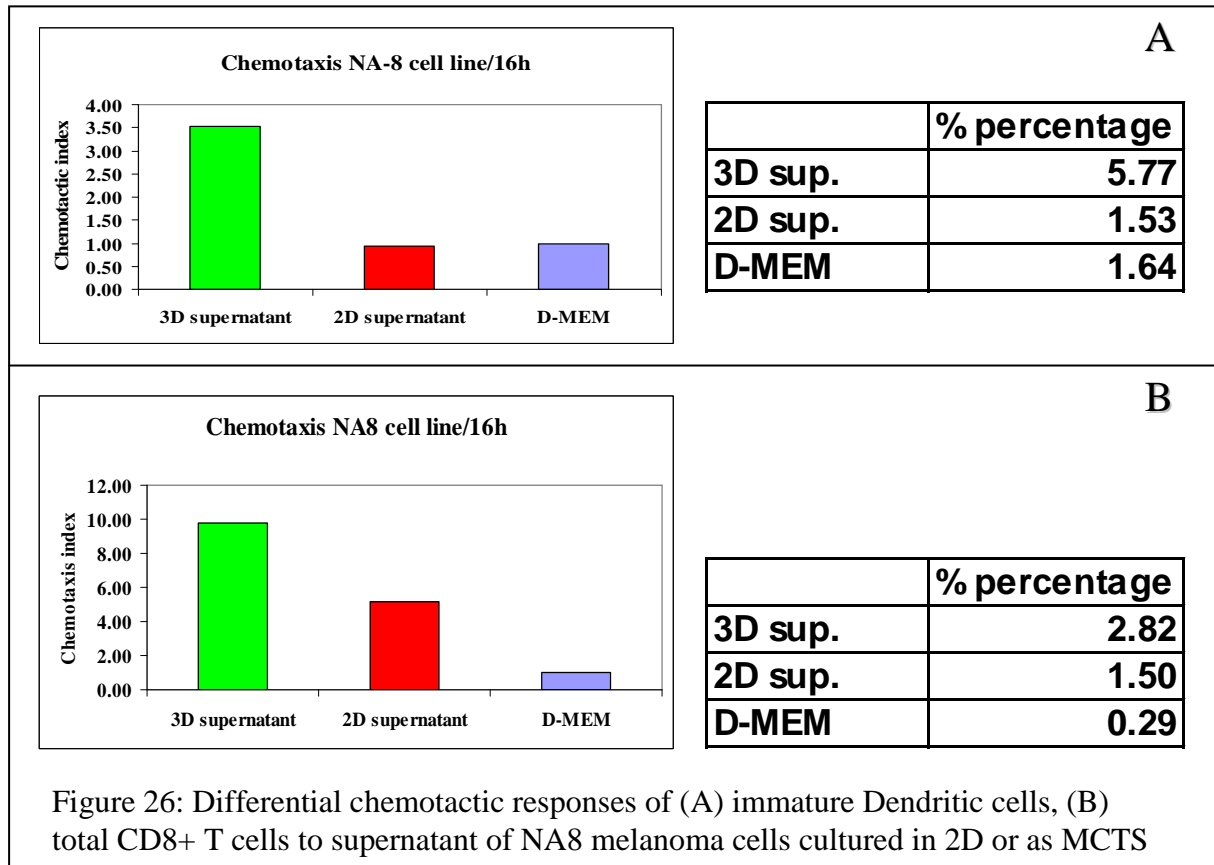 A
Chemotaxis NA-8 cell line/16h
Chemotactic index
4.00
3.50
3.00
2.50
2.00
1.50
1.00
0.50
0.00
3D supernatant 2D supernatant D-MEM
% percentage
3D sup. 5.77
2D sup. 1.53
D-MEM 1.64
B
Chemotaxis NA8 cell line/16h
Chemotaxis index
12.00
10.00
8.00
6.00
4.00
2.00
0.00
3D supernatant 2D supernatant D-MEM
% percentage
3D sup. 2.82
2D sup. 1.50
D-MEM 0.29
Figure 26: Differential chemotactic responses of (A) immature Dendritic cells, (B)
total CD8+ T cells to supernatant of NA8 melanoma cells cultured in 2D or as MCTS